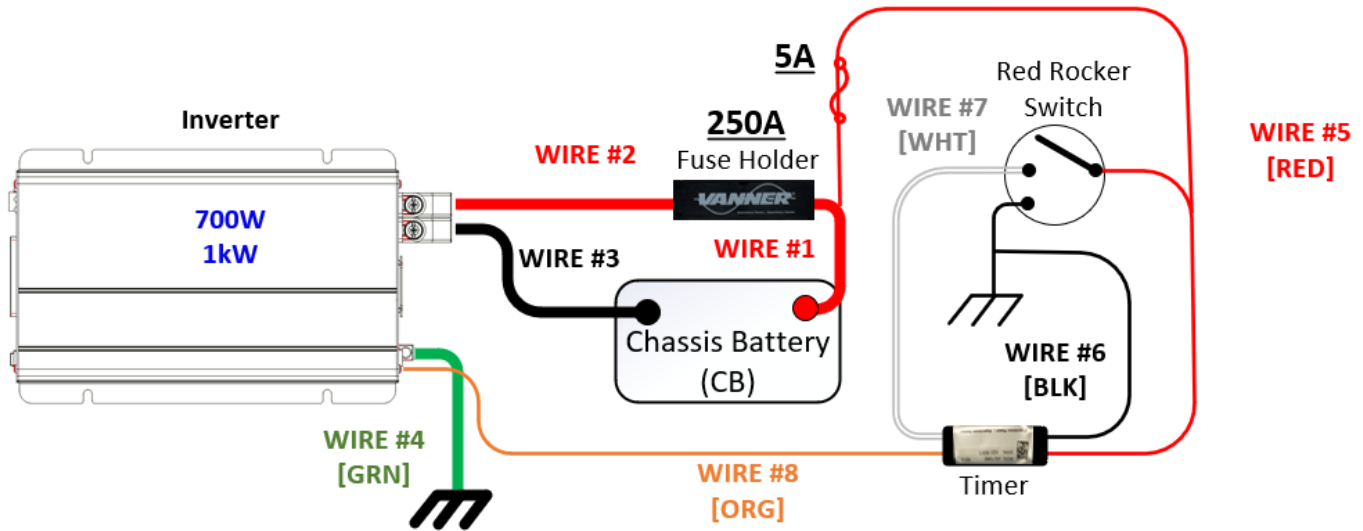 5A
Red Rocker
Switch
WIRE #7
[WHT]
Inverter
250A
Fuse Holder
WIRE #2
WIRE #5
[RED]
VANNER
700W
1kW
WIRE #3
WIRE #1
Chassis Battery
(CB)
WIRE #6
[BLK]
WIRE #4
[GRN]
WIRE #8
[ORG]
Timer